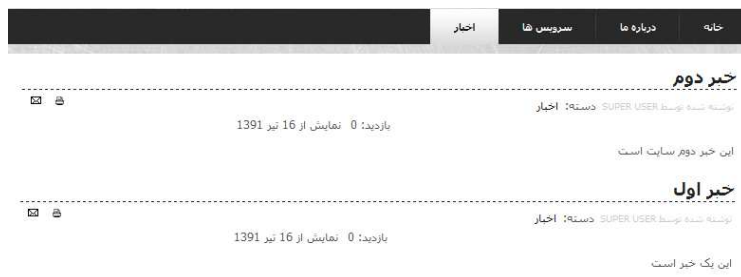 خانه درباره ما سرویس ها اخبار
خبر دوم
نوشته شده توسط SUPER USER دسته: اخبار
بازدید: 0 نمایش از 16 تیر 1391
این خبر دوم سایت است
خبر اول
نوشته شده توسط SUPER USER دسته: اخبار
بازدید: 0 نمایش از 16 تیر 1391
این یک خبر است